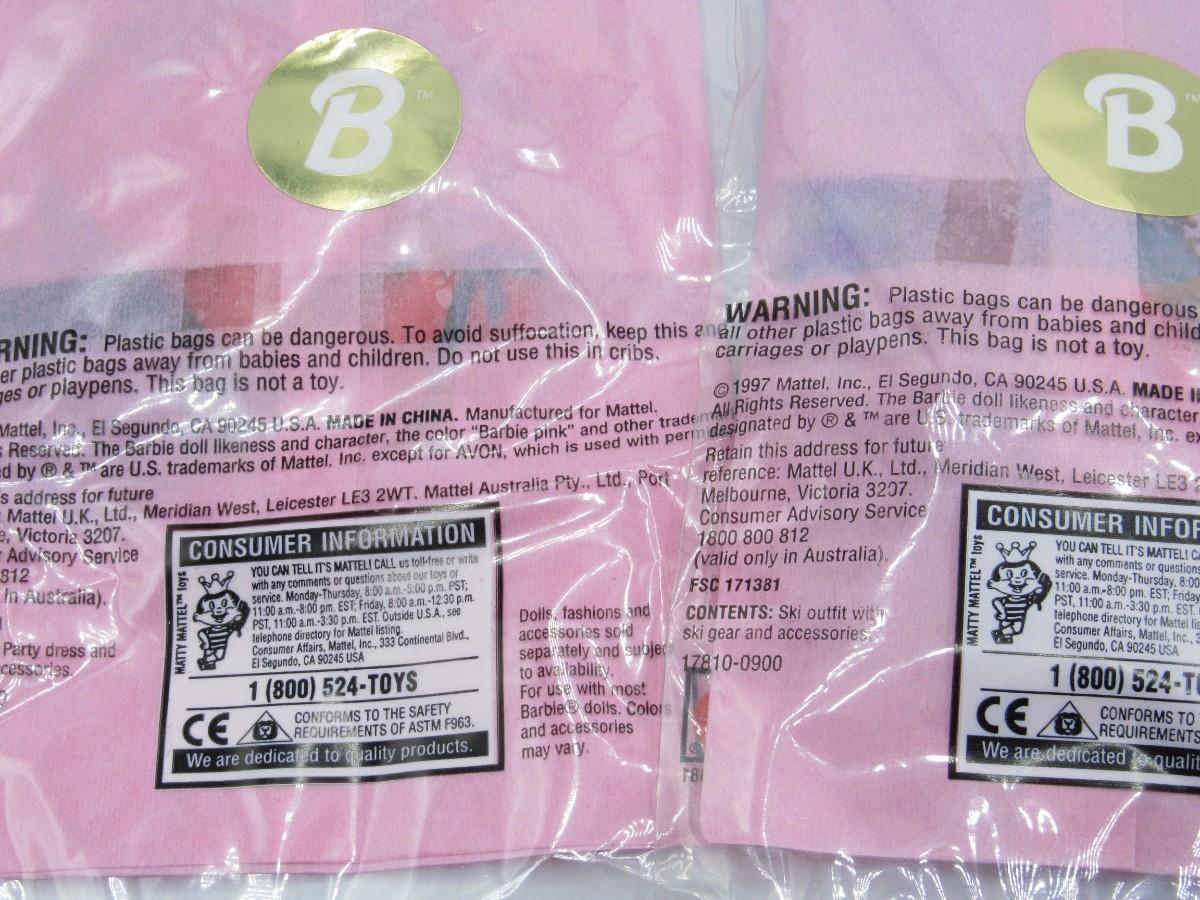 B™
RNING: Plastic bags can be dangerous. To avoid suffocation, keep this an
er plastic bags away from babies and children. Do not use this in cribs,
ges or playpens. This bag is not a toy.
Mattel, Inc., El Segundo, CA 90245 U.S.A. MADE IN CHINA. Manufactured for Mattel.
s Reserved. The Barbie doll likeness and character, the color "Barbie pink" and other tradem
ed by ® & ™ are U.S. trademarks of Mattel, Inc. except for AVON, which is used with perm
s address for future
Mattel U.K., Ltd., Meridian West, Leicester LE3 2WT. Mattel Australia Pty., Ltd., Port
e, Victoria 3207.
r Advisory Service
812
in Australia).
Party dress and
ccessories.
MATTY MATTEL™ toys
CONSUMER INFORMATION
YOU CAN TELL IT'S MATTEL! CALL us toll-free or write
with any comments or questions about our toys or
service. Monday-Thursday, 8:00 a.m.-5:00 p.m. PST;
11:00 a.m.-8:00 pm. EST; Friday, 8:00 a.m.-12:30 p.m.
PST, 11:00 a.m.-3:30 p.m. EST. Outside U.S.A., see
telephone directory for Mattel listing.
Consumer Affairs, Mattel, Inc., 333 Continental Blvd.,
El Segundo, CA 90245 USA
1 (800) 524-TOYS
CE CONFORMS TO THE SAFETY
REQUIREMENTS OF ASTM F963.
We are dedicated to quality products.
Dolls, fashions and
accessories sold
separately and subjec
to availability.
For use with most
Barbie® dolls. Colors
and accessories
may vary.
B™
WARNING: Plastic bags can be dangerous
all other plastic bags away from babies and child
carriages or playpens. This bag is not a toy.
©1997 Mattel, Inc., El Segundo, CA 90245 U.S.A. MADE I
All Rights Reserved. The Barbie doll likeness and character
designated by ® & ™ are U.S. trademarks of Mattel, Inc. ex
Retain this address for future
reference: Mattel U.K., Ltd., Meridian West, Leicester LE3 2
Melbourne, Victoria 3207.
Consumer Advisory Service
1800 800 812
(valid only in Australia).
FSC 171381
CONTENTS: Ski outfit with
ski gear and accessories.
17810-0900
MATTY MATTEL™ toys
CONSUMER INFOR
YOU CAN TELL IT'S MATTEL! CA
with any comments or questions
service. Monday-Thursday, 8:00
11:00 a.m.-8:00 pm. EST; Friday
PST, 11:00 a.m.-3:30 p.m. EST
telephone directory for Mattel lis
Consumer Affairs, Mattel, Inc.,
El Segundo, CA 90245 USA
1 (800) 524-TO
CE CONFORMS TO
REQUIREMENTS
We are dedicated to qualit